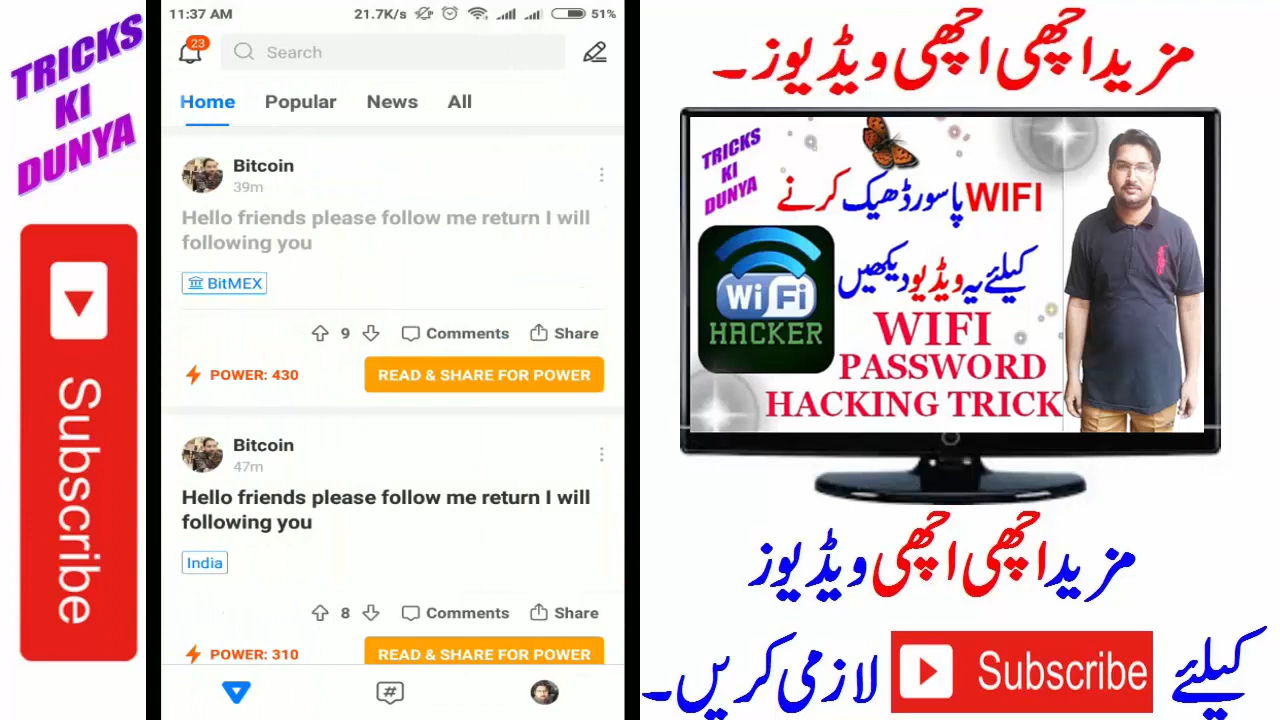 TRICKS
KI
DUNYA
Subscribe
11:37 AM 21.7K/s 51%
23
Search
Home Popular News All
Bitcoin
39m
Hello friends please follow me return I will
following you
BitMEX
9 Comments Share
POWER: 430 READ & SHARE FOR POWER
Bitcoin
47m
Hello friends please follow me return I will
following you
India
8 Comments Share
POWER: 310 READ & SHARE FOR POWER
#
مزید اچھی اچھی ویڈیوز۔
TRICKS
KI
DUNYA
WIFI پاسورڈ ھیک کرنے
کیلئے یہ ویڈیو دیکھیں
WiFi
HACKER
WIFI
PASSWORD
HACKING TRICK
مزید اچھی اچھی ویڈیوز
کیلئے Subscribe لازمی کریں۔